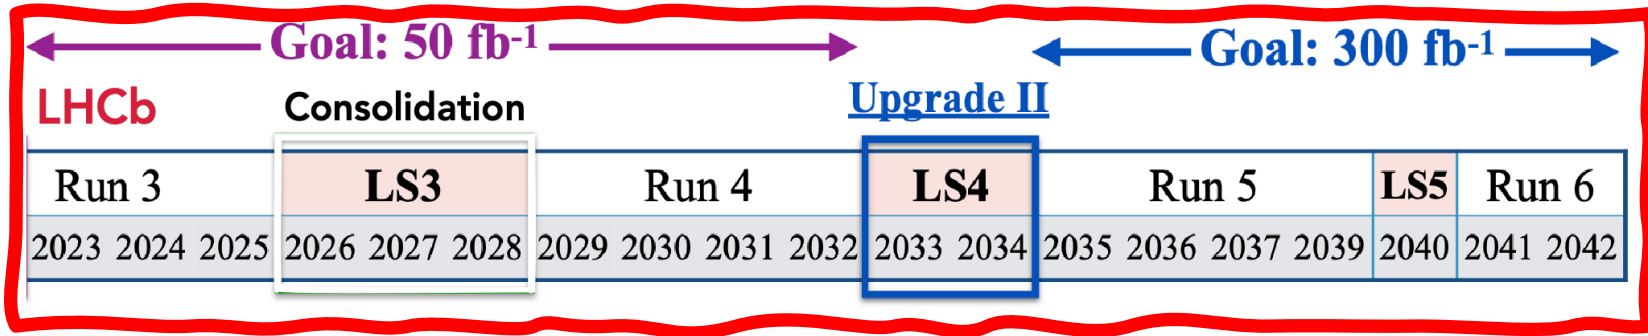 Goal: 50 fb-1 Goal: 300 fb-1
LHCb Consolidation Upgrade II
Run 3 LS3 Run 4 LS4 Run 5 LS5 Run 6
2023 2024 2025 2026 2027 2028 2029 2030 2031 2032 2033 2034 2035 2036 2037 2039 2040 2041 2042